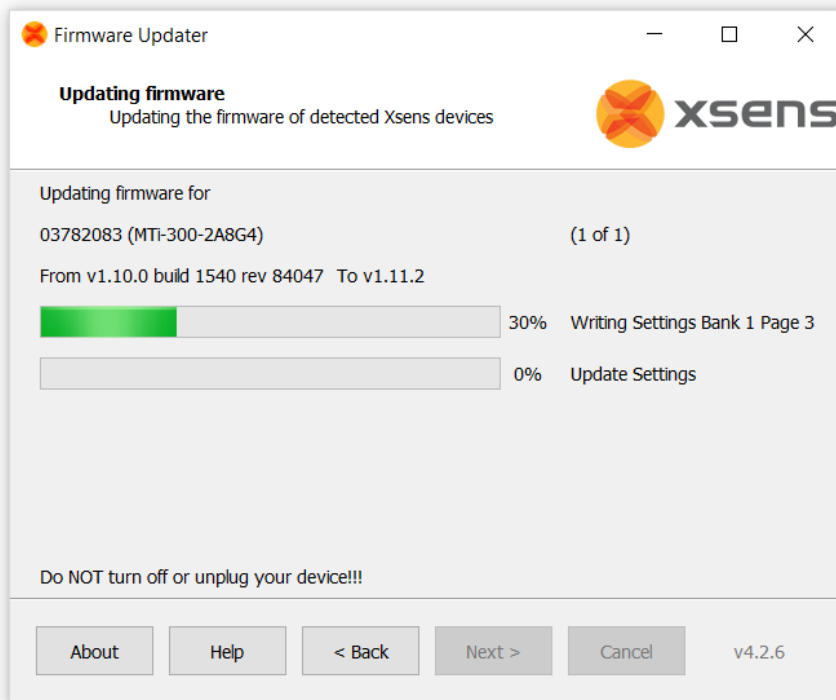 Firmware Updater
Updating firmware
Updating the firmware of detected Xsens devices
xsens
Updating firmware for
03782083 (MTi-300-2A8G4) (1 of 1)
From v1.10.0 build 1540 rev 84047 To v1.11.2
30% Writing Settings Bank 1 Page 3
0% Update Settings
Do NOT turn off or unplug your device!!!
About Help < Back Next > Cancel v4.2.6